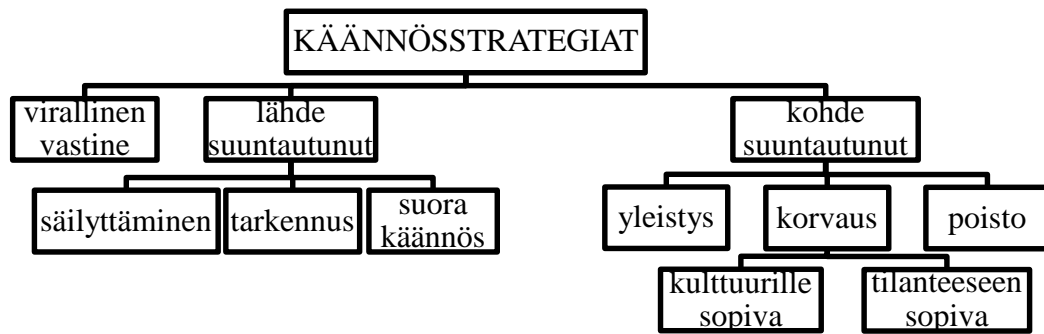 KÄÄNNÖSSTRATEGIAT
virallinen
vastine
lähde
suuntautunut
kohde
suuntautunut
säilyttäminen
tarkennus
suora
käännös
yleistys
korvaus
poisto
kulttuurille
sopiva
tilanteeseen
sopiva